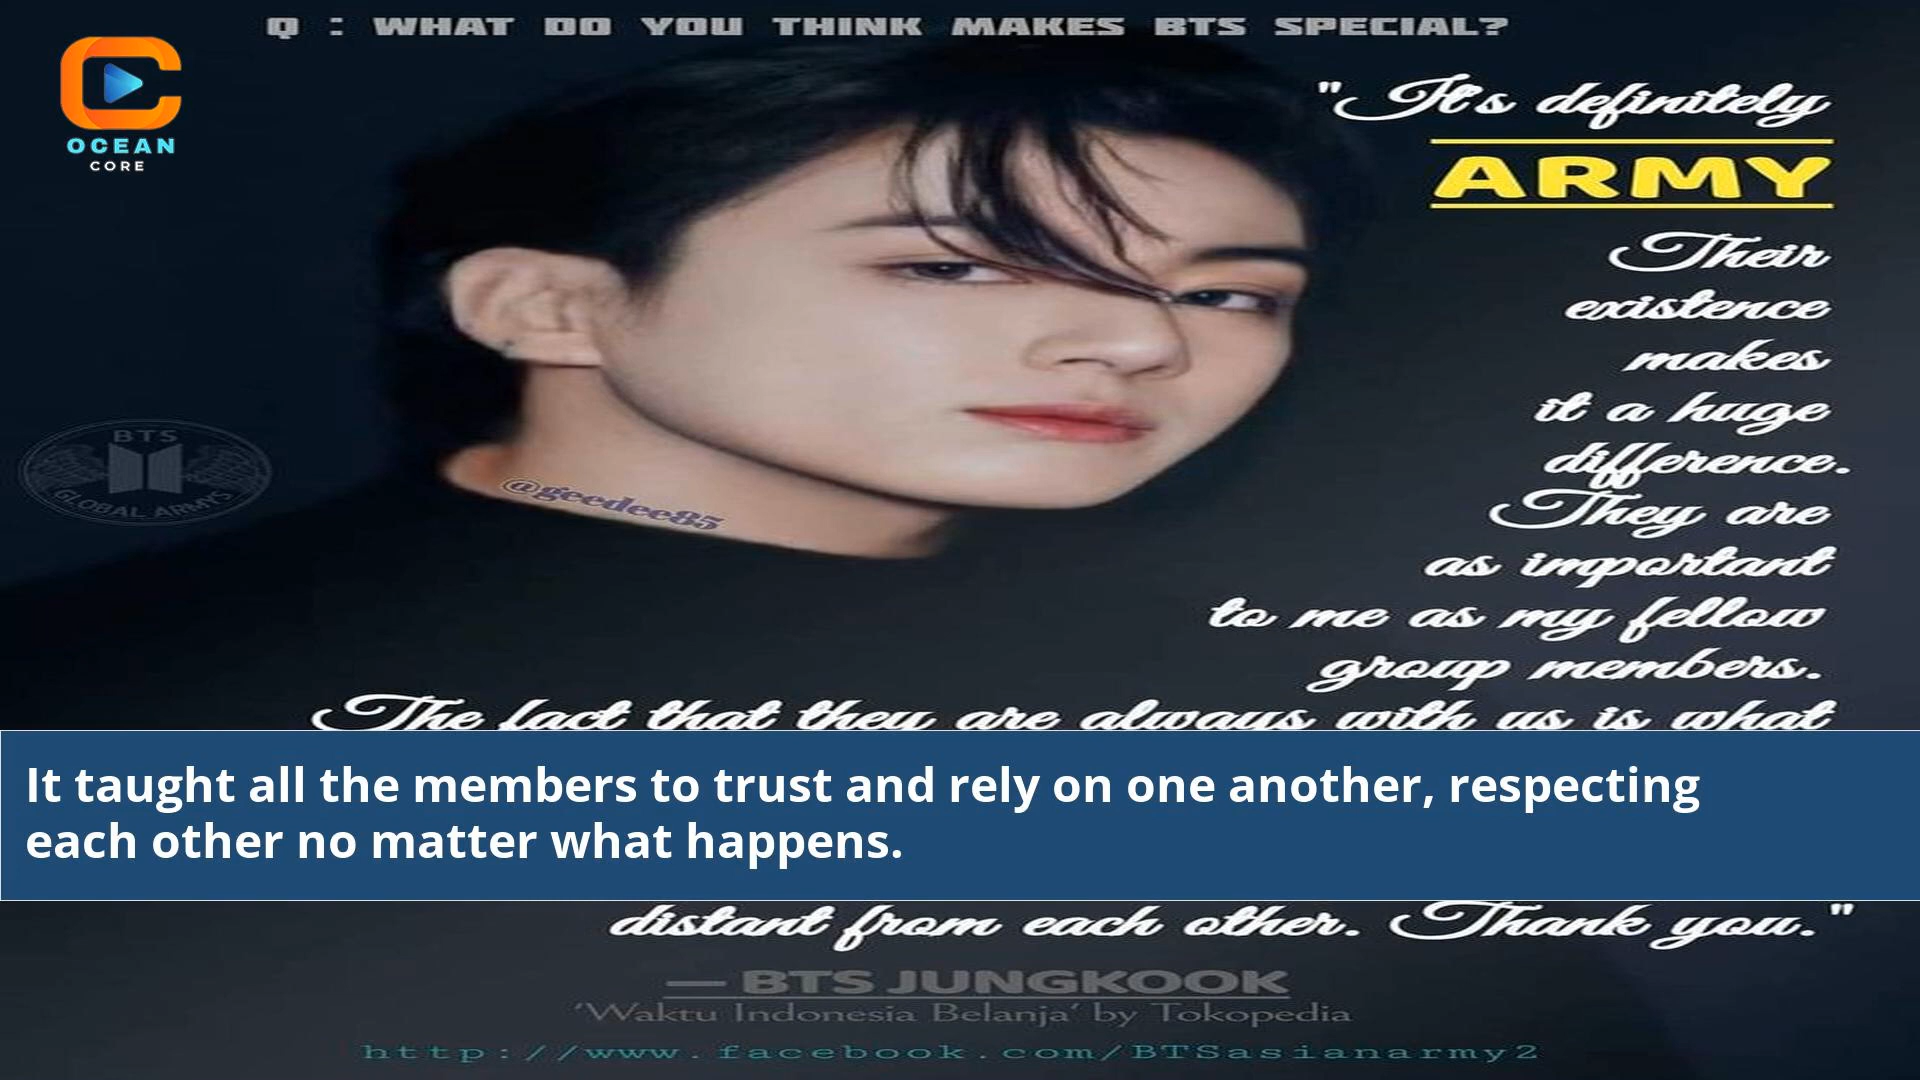 Q : WHAT DO YOU THINK MAKES BTS SPECIAL?
OCEAN
CORE
"It's definitely
ARMY
Their
existence
makes
it a huge
difference.
They are
as important
to me as my fellow
group members.
The fact that they are always with us is what
BTS
GLOBAL ARMYS
@geedee85
It taught all the members to trust and rely on one another, respecting
each other no matter what happens.
distant from each other. Thank you."
— BTS JUNGKOOK
'Waktu Indonesia Belanja' by Tokopedia
http://www.facebook.com/BTSasianarmy2